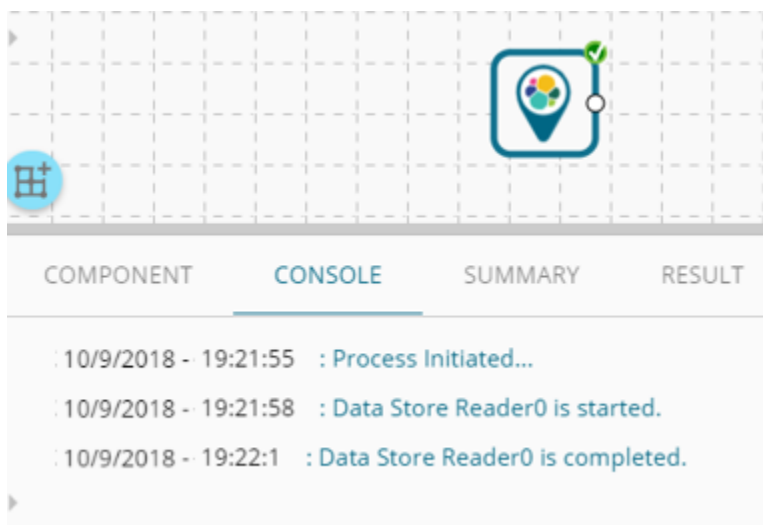 COMPONENT CONSOLE SUMMARY RESULT
10/9/2018 - 19:21:55 : Process Initiated...
10/9/2018 - 19:21:58 : Data Store Reader0 is started.
10/9/2018 - 19:22:1 : Data Store Reader0 is completed.